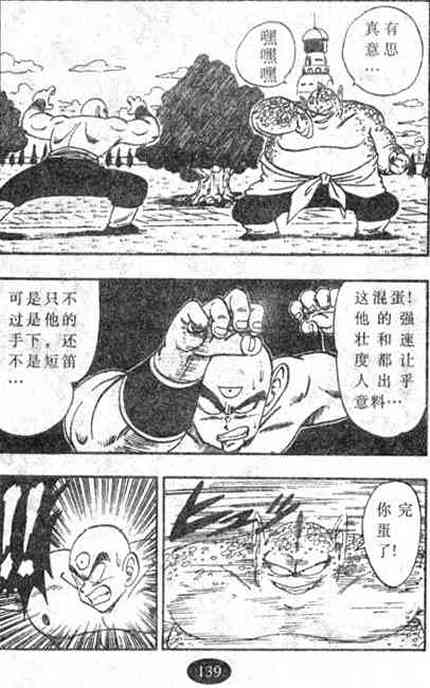 真有
意思
…
嘿
嘿
嘿
这混蛋!
他的强
壮和速
度都让
人出乎
意料…
可是只不
过是他的
手下，还
不是短笛
…
你完
蛋了!
139